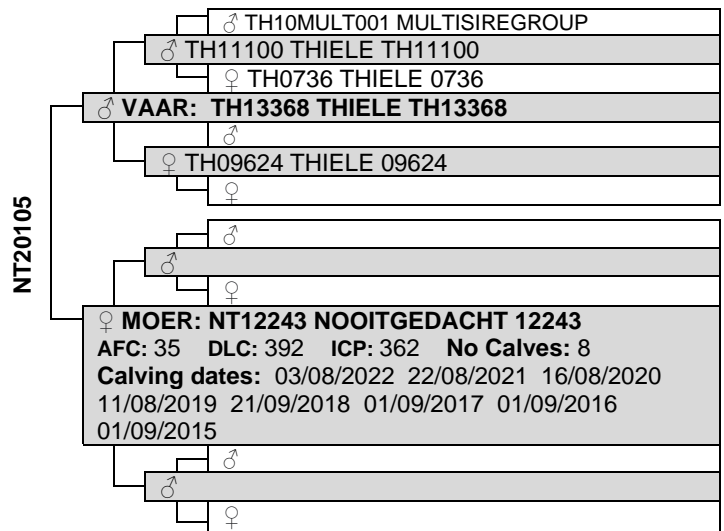 ♂ TH10MULT001 MULTISIREGROUP
♂ TH11100 THIELE TH11100
♀ TH0736 THIELE 0736
♂ VAAR: TH13368 THIELE TH13368
♂
♀ TH09624 THIELE 09624
♀
NT20105
♂
♂
♀
♀ MOER: NT12243 NOOITGEDACHT 12243
AFC: 35 DLC: 392 ICP: 362 No Calves: 8
Calving dates: 03/08/2022 22/08/2021 16/08/2020
11/08/2019 21/09/2018 01/09/2017 01/09/2016
01/09/2015
♂
♂
♀